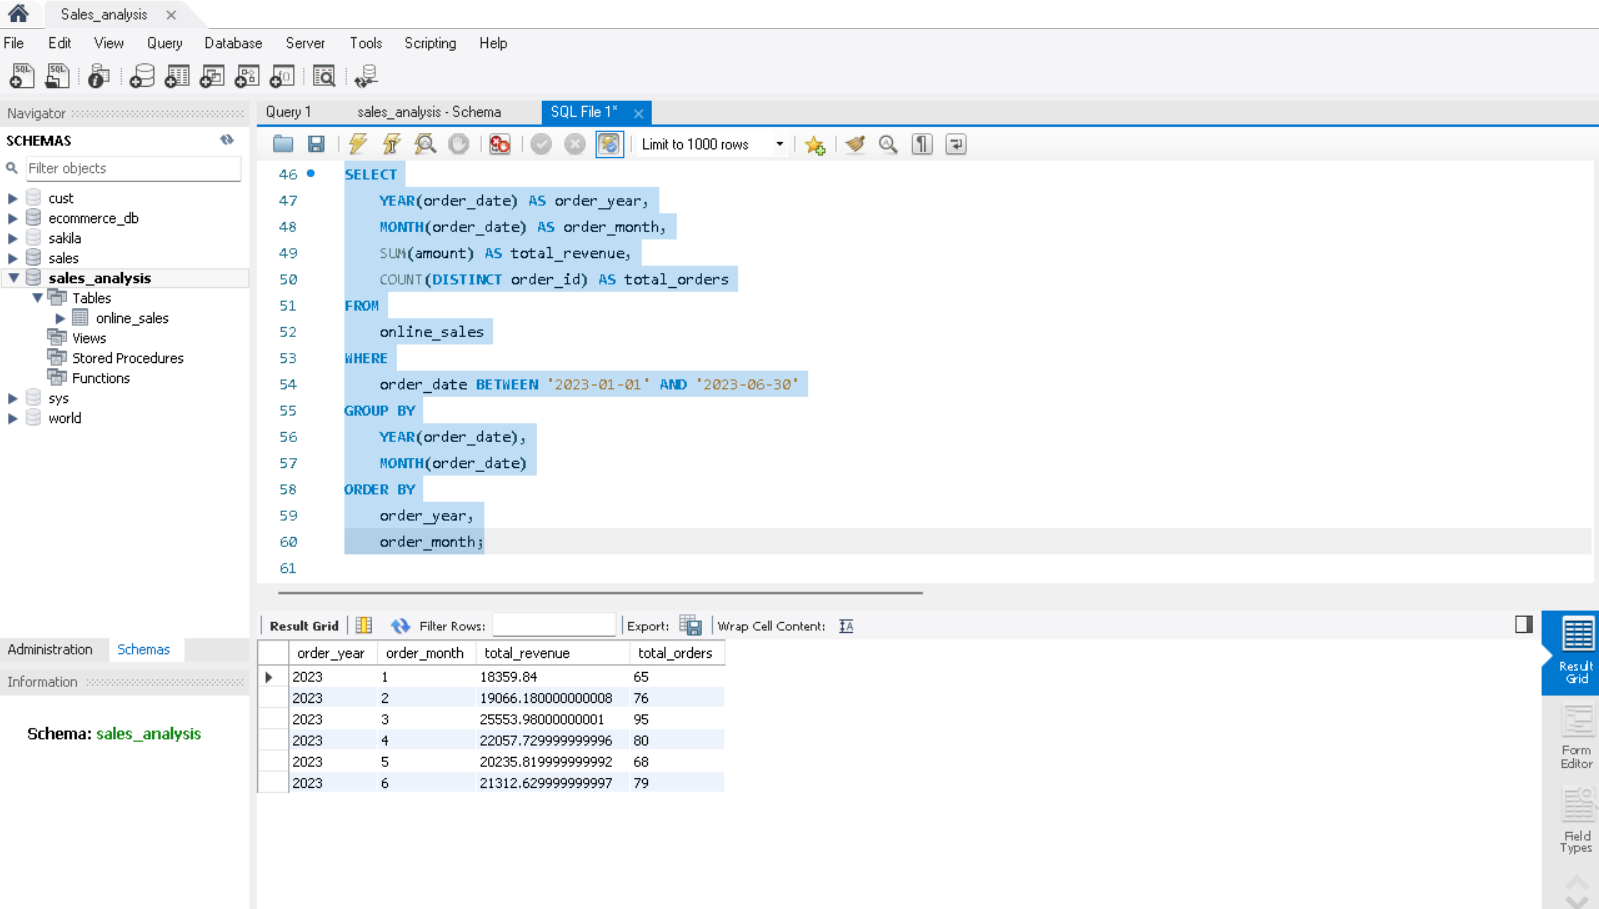 Sales_analysis
File Edit View Query Database Server Tools Scripting Help
SQL SQL
Navigator
SCHEMAS
Filter objects
cust
ecommerce_db
sakila
sales
sales_analysis
Tables
online_sales
Views
Stored Procedures
Functions
sys
world
Administration Schemas
Information
Schema: sales_analysis
Query 1 sales_analysis - Schema SQL File 1*
Limit to 1000 rows
46 SELECT
47 YEAR(order_date) AS order_year,
48 MONTH(order_date) AS order_month,
49 SUM(amount) AS total_revenue,
50 COUNT(DISTINCT order_id) AS total_orders
51 FROM
52 online_sales
53 WHERE
54 order_date BETWEEN '2023-01-01' AND '2023-06-30'
55 GROUP BY
56 YEAR(order_date),
57 MONTH(order_date)
58 ORDER BY
59 order_year,
60 order_month;
61
Result Grid Filter Rows: Export: Wrap Cell Content: IA
order_year order_month total_revenue total_orders
2023 1 18359.84 65
2023 2 19066.180000000008 76
2023 3 25553.98000000001 95
2023 4 22057.729999999996 80
2023 5 20235.819999999992 68
2023 6 21312.629999999997 79
Result
Grid
Form
Editor
Field
Types